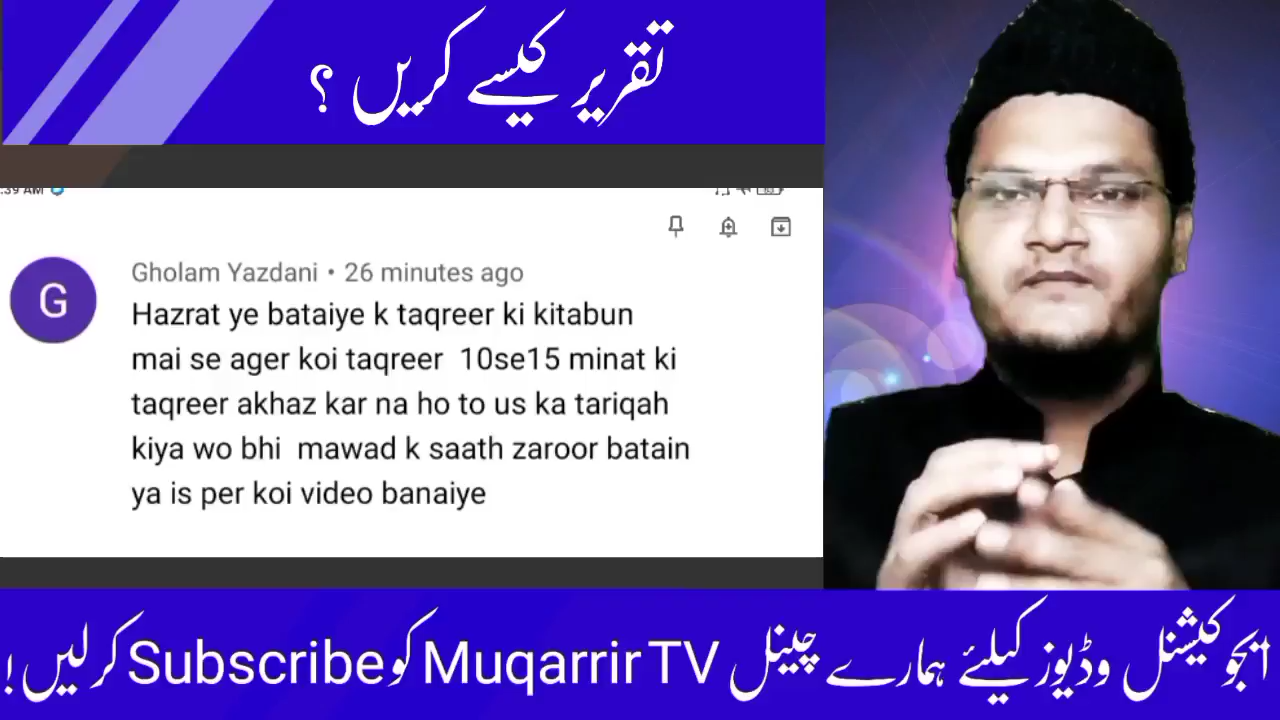 تقریر کیسے کریں ؟
.39 AM
Gholam Yazdani • 26 minutes ago
G
Hazrat ye bataiye k taqreer ki kitabun
mai se ager koi taqreer 10se15 minat ki
taqreer akhaz kar na ho to us ka tariqah
kiya wo bhi mawad k saath zaroor batain
ya is per koi video banaiye
ایجوکیشنل وڈیوز کیلئے ہمارے چینل Muqarrir TV کو Subscribe کرلیں !